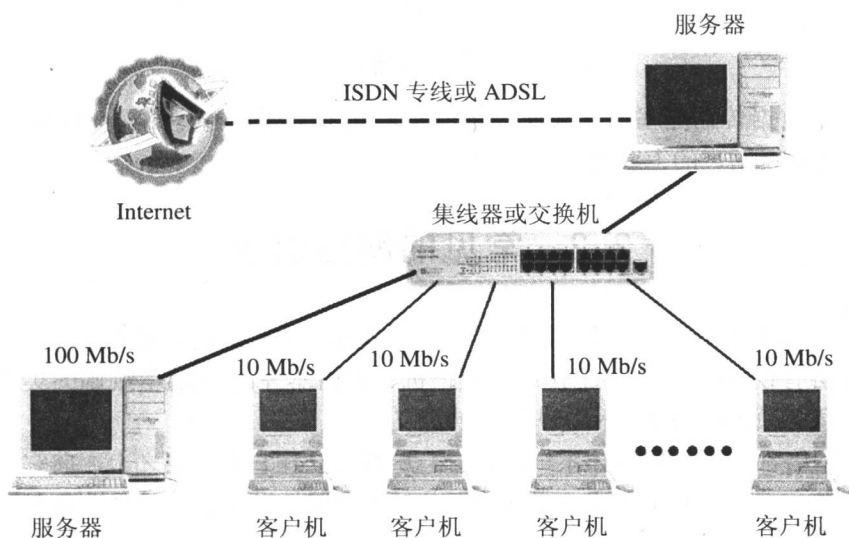 服务器
ISDN 专线或 ADSL
Internet
集线器或交换机
100 Mb/s
10 Mb/s
10 Mb/s
10 Mb/s
10 Mb/s
服务器
客户机
客户机
客户机
客户机